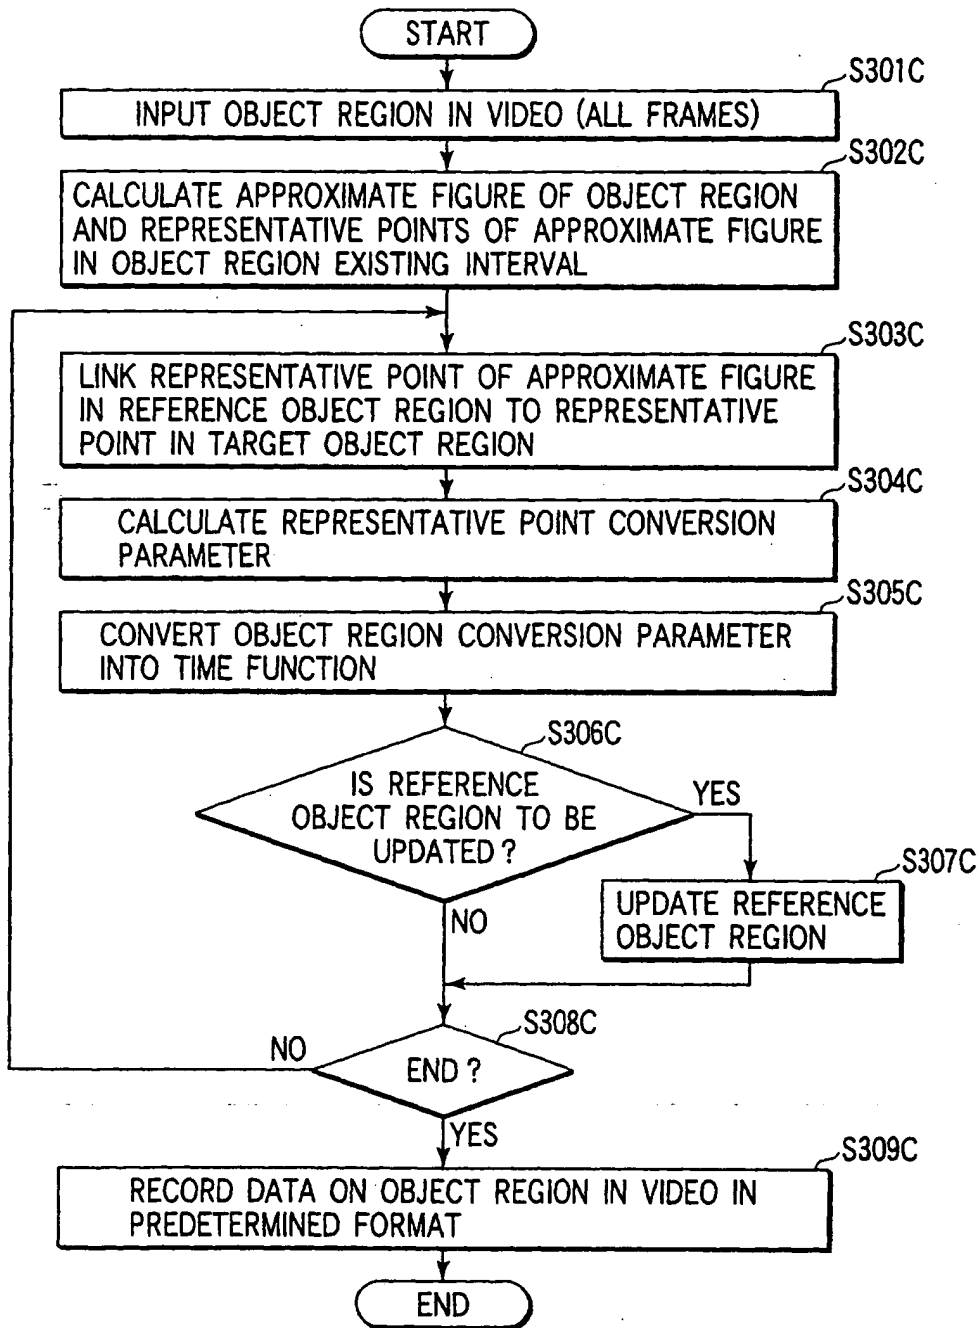 START
S301C
INPUT OBJECT REGION IN VIDEO (ALL FRAMES)
S302C
CALCULATE APPROXIMATE FIGURE OF OBJECT REGION
AND REPRESENTATIVE POINTS OF APPROXIMATE FIGURE
IN OBJECT REGION EXISTING INTERVAL
S303C
LINK REPRESENTATIVE POINT OF APPROXIMATE FIGURE
IN REFERENCE OBJECT REGION TO REPRESENTATIVE
POINT IN TARGET OBJECT REGION
S304C
CALCULATE REPRESENTATIVE POINT CONVERSION
PARAMETER
S305C
CONVERT OBJECT REGION CONVERSION PARAMETER
INTO TIME FUNCTION
S306C
IS REFERENCE
OBJECT REGION TO BE
UPDATED ?
YES
NO
S307C
UPDATE REFERENCE
OBJECT REGION
S308C
END ?
NO
YES
S309C
RECORD DATA ON OBJECT REGION IN VIDEO IN
PREDETERMINED FORMAT
END